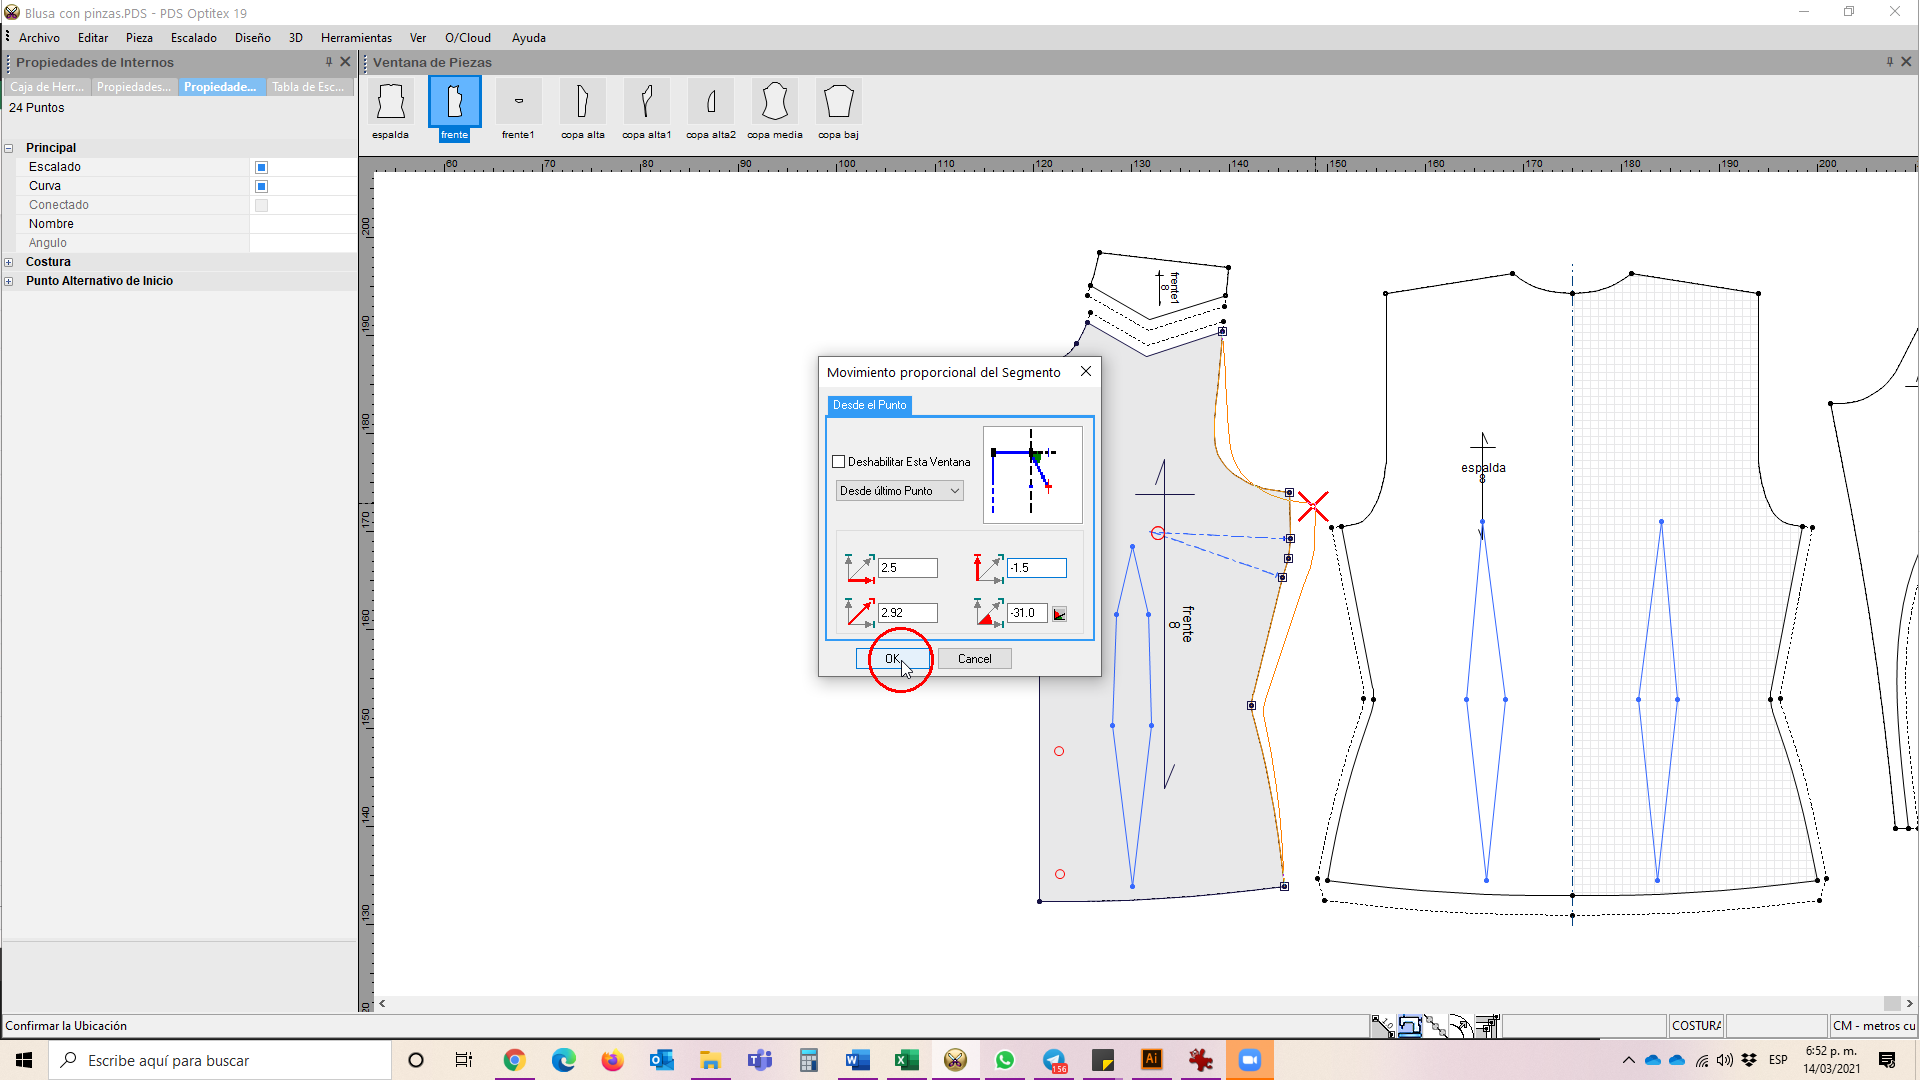 Blusa con pinzas.PDS - PDS Optitex 19
Archivo Editar Pieza Escalado Diseño 3D Herramientas Ver O/Cloud Ayuda
Propiedades de Internos
Ventana de Piezas
Caja de Herr... Propiedades... Propiedade... Tabla de Esc...
24 Puntos
espalda frente frente1 copa alta copa alta1 copa alta2 copa media copa baj
Principal
Escalado
Curva
Conectado
Nombre
Angulo
Costura
Punto Alternativo de Inicio
60 70 80 90 100 110 120 130 140 150 160 170 180 190 200
200
190
180
170
160
150
140
130
frente1
8
Movimiento proporcional del Segmento
Desde el Punto
Deshabilitar Esta Ventana
Desde último Punto
2.5 -1.5
2.92 -31.0
OK Cancel
frente
8
espalda
8
Confirmar la Ubicación
COSTURA
CM - metros cu
Escribe aquí para buscar
156
Ai
ESP
6:52 p. m.
14/03/2021